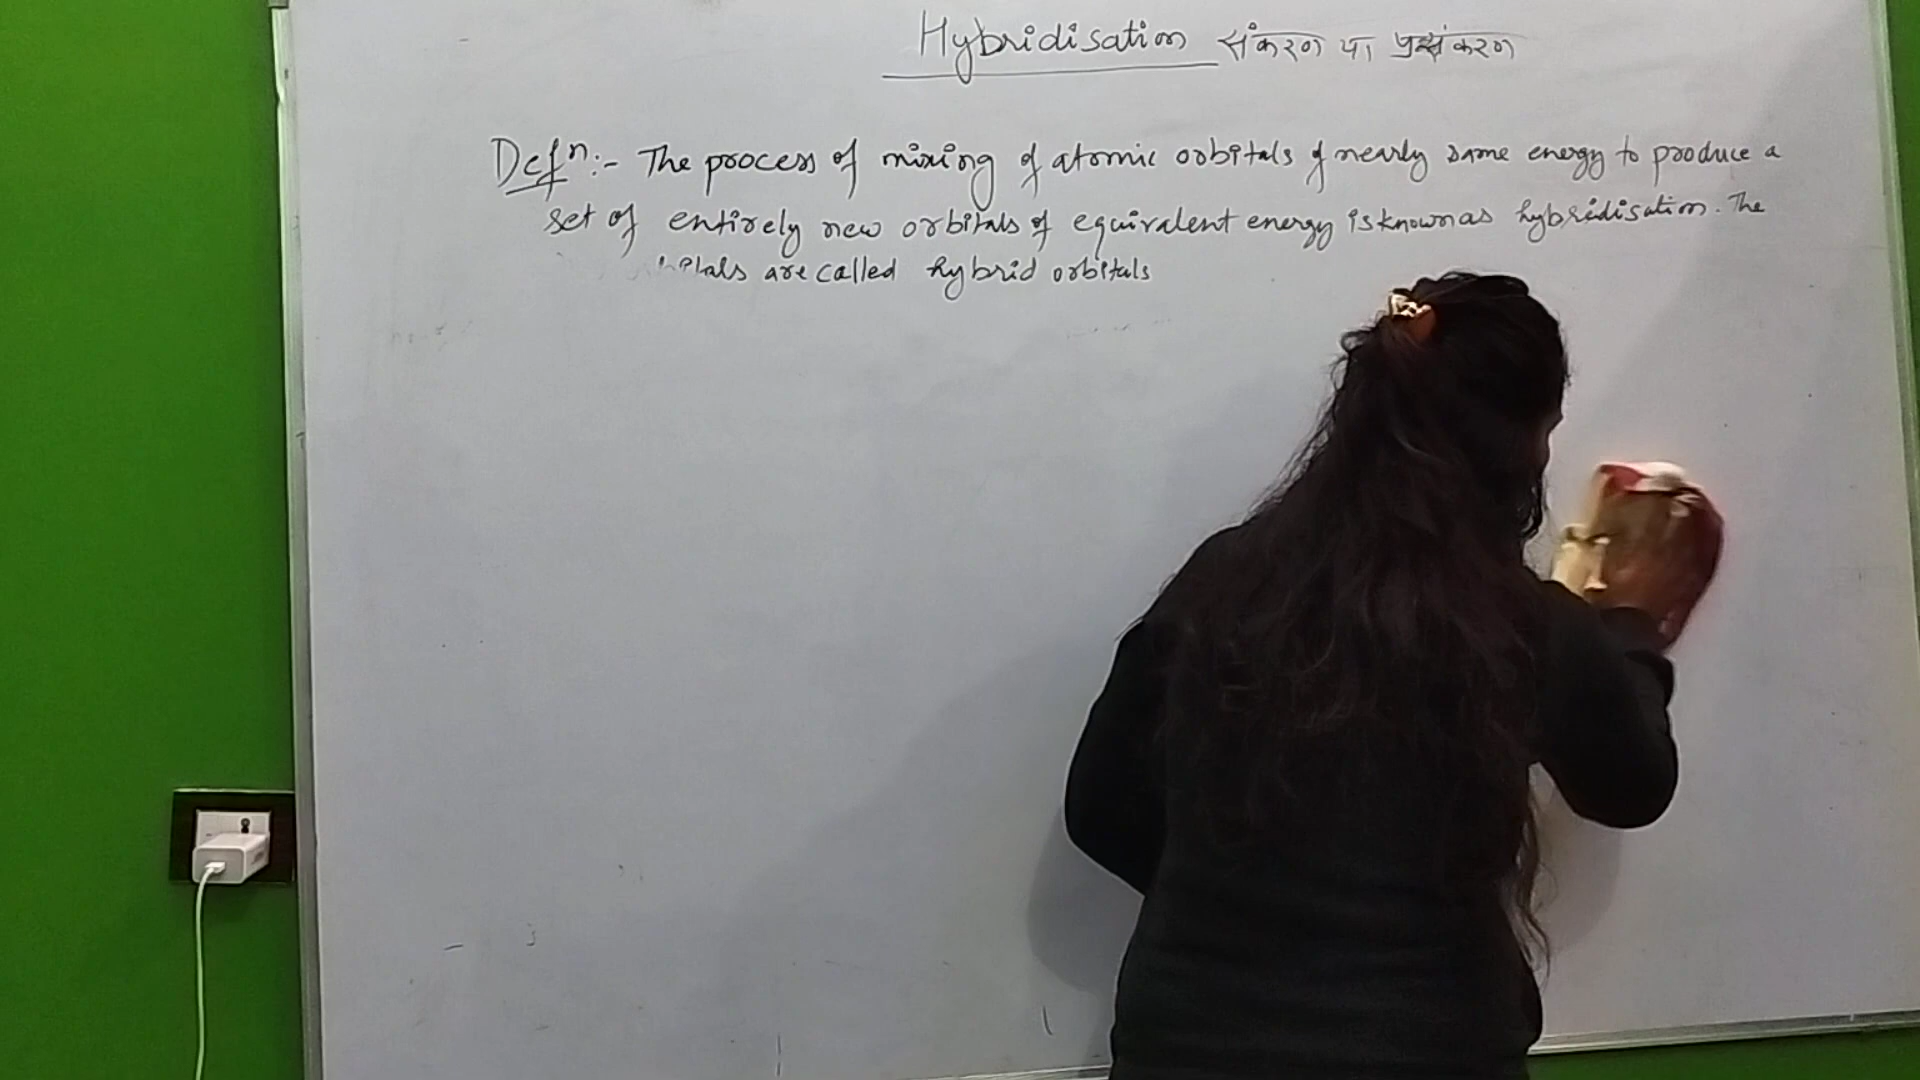 Hybridisation संकरण या प्रसंकरण
Defⁿ:- The process of mixing of atomic orbitals of nearly same energy to produce a
set of entirely new orbitals of equivalent energy is known as hybridisation. The
are called hybrid orbitals